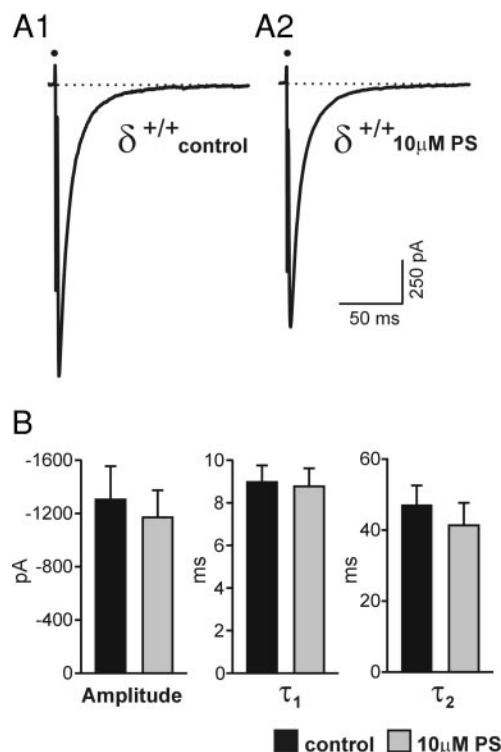 A1
A2
δ +/+ control
δ +/+ 10μM PS
250 pA
50 ms
B
-1600
-1200
-800
-400
0
pA
Amplitude
10
8
6
4
2
0
ms
τ1
60
40
20
0
ms
τ2
control
10μM PS